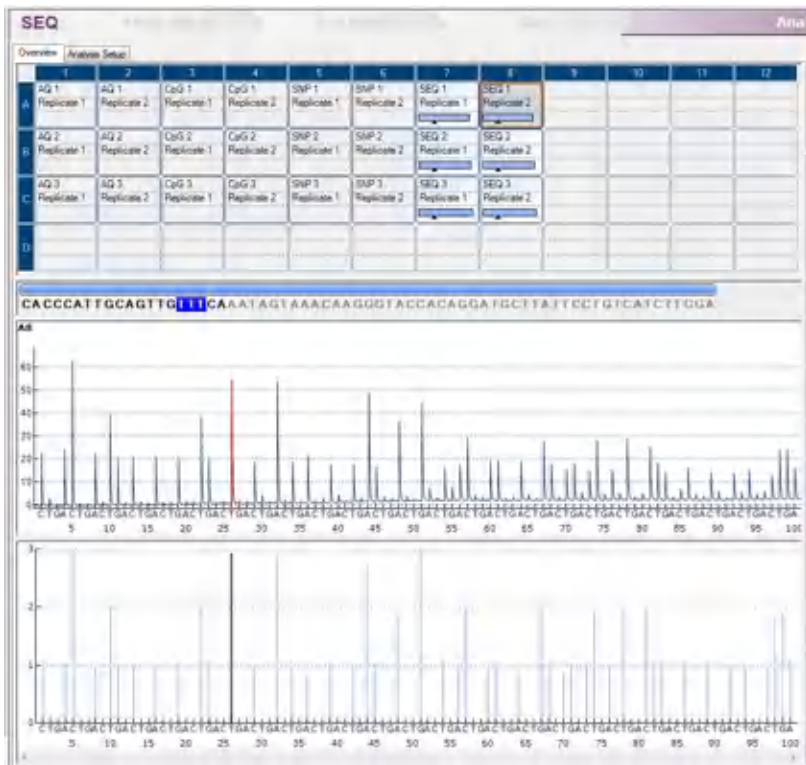 SEQ
Ana
Overview Analysis Setup
1 2 3 4 5 6 7 8 9 10 11 12
A
AQ 1 AQ 1 CpG 1 CpG 1 SNP 1 SNP 1 SEQ 1 SEQ 1
Replicate 1 Replicate 2 Replicate 1 Replicate 2 Replicate 1 Replicate 2 Replicate 1 Replicate 2
B
AQ 2 AQ 2 CpG 2 CpG 2 SNP 2 SNP 2 SEQ 2 SEQ 2
Replicate 1 Replicate 2 Replicate 1 Replicate 2 Replicate 1 Replicate 2 Replicate 1 Replicate 2
C
AQ 3 AQ 3 CpG 3 CpG 3 SNP 3 SNP 3 SEQ 3 SEQ 3
Replicate 1 Replicate 2 Replicate 1 Replicate 2 Replicate 1 Replicate 2 Replicate 1 Replicate 2
D
CACCCATTGCAGTTGTTTCAAATAGTAAACAAGGGTACCACAGGATGCTTATTCCTGTCATCTTGGA
60
50
40
30
20
10
0
CTGACTGACTGACTGACTGACTGACTGACTGACTGACTGACTGACTGACTGACTGACTGACTGACTGACTGACTGACTGACTGACTGACTGACTGACTGA
5 10 15 20 25 30 35 40 45 50 55 60 65 70 75 80 85 90 95 100
3
2
1
0
CTGACTGACTGACTGACTGACTGACTGACTGACTGACTGACTGACTGACTGACTGACTGACTGACTGACTGACTGACTGACTGACTGACTGACTGACTGA
5 10 15 20 25 30 35 40 45 50 55 60 65 70 75 80 85 90 95 100